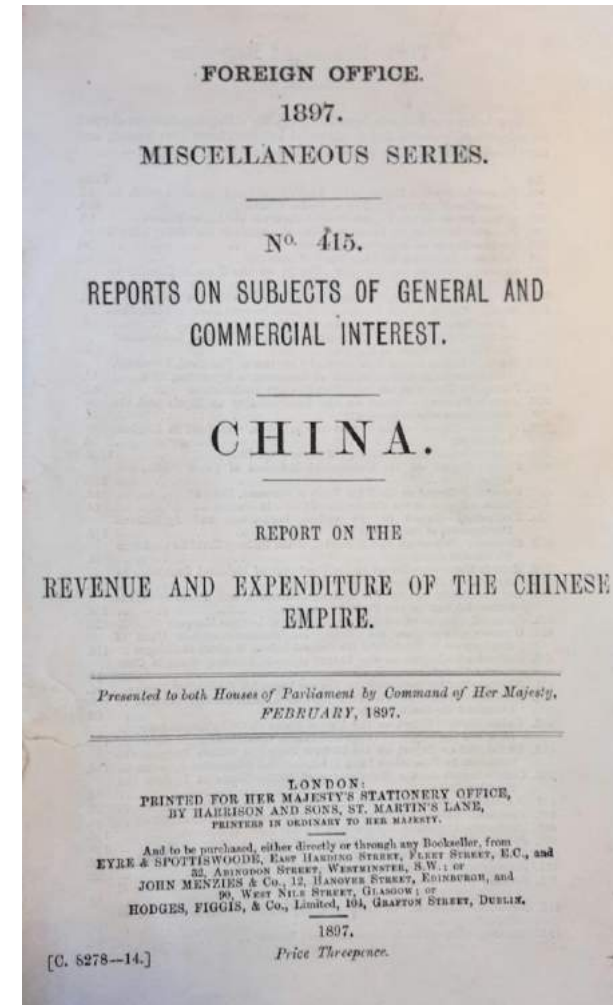 FOREIGN OFFICE.
1897.
MISCELLANEOUS SERIES.
No. 415.
REPORTS ON SUBJECTS OF GENERAL AND
COMMERCIAL INTEREST.
CHINA.
REPORT ON THE
REVENUE AND EXPENDITURE OF THE CHINESE
EMPIRE.
Presented to both Houses of Parliament by Command of Her Majesty,
FEBRUARY, 1897.
LONDON:
PRINTED FOR HER MAJESTY'S STATIONERY OFFICE,
BY HARRISON AND SONS, ST. MARTIN'S LANE,
PRINTERS IN ORDINARY TO HER MAJESTY.
And to be purchased, either directly or through any Bookseller, from
EYRE & SPOTTISWOODE, EAST HARDING STREET, FLEET STREET, E.C., and
32, ABINGDON STREET, WESTMINSTER, S.W.; or
JOHN MENZIES & Co., 12, HANOVER STREET, EDINBURGH, and
90, WEST NILE STREET, GLASGOW; or
HODGES, FIGGIS, & Co., Limited, 104, GRAFTON STREET, DUBLIN.
1897.
[C. 8278—14.] Price Threepence.